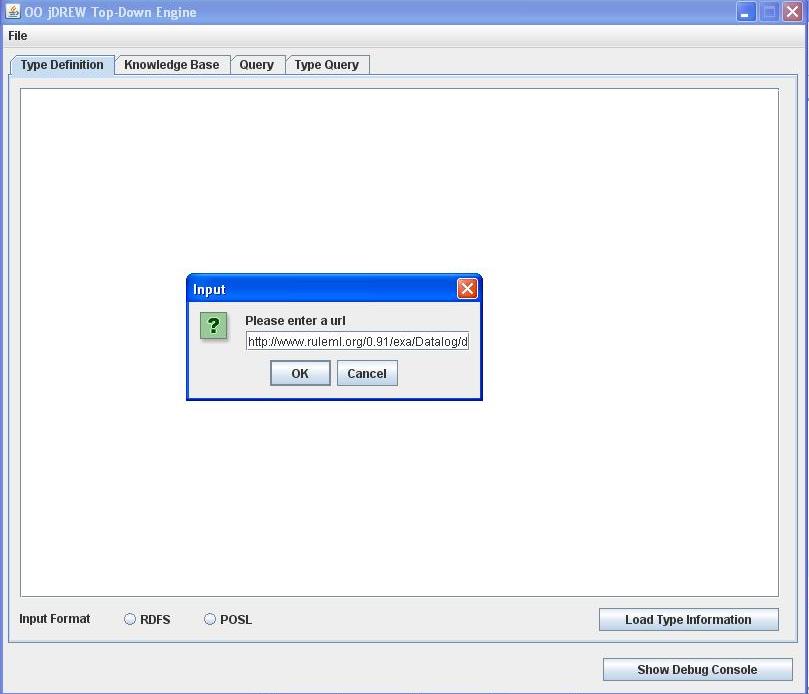 OO jDREW Top-Down Engine
File
Type Definition Knowledge Base Query Type Query
Input
? Please enter a url
http://www.ruleml.org/0.91/exa/Datalog/d
OK Cancel
Input Format RDFS POSL Load Type Information
Show Debug Console